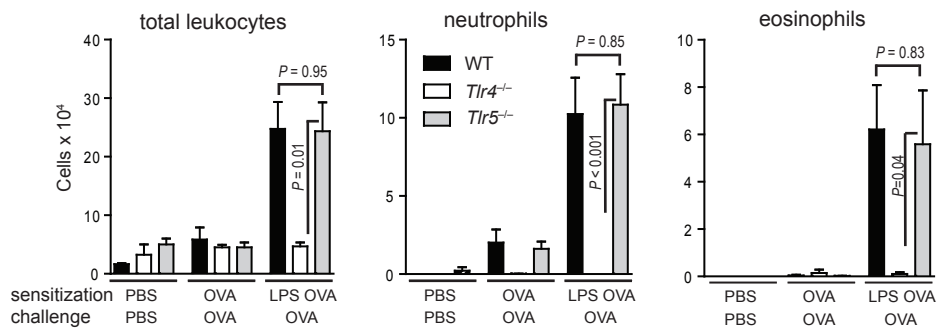 total leukocytes
neutrophils
eosinophils
Cells x 10⁴
40
30
20
10
0
P = 0.95
P = 0.01
15
10
5
0
WT
Tlr4⁻/⁻
Tlr5⁻/⁻
P = 0.85
P < 0.001
10
8
6
4
2
0
P = 0.83
P=0.04
sensitization PBS OVA LPS OVA PBS OVA LPS OVA PBS OVA LPS OVA
challenge PBS OVA OVA PBS OVA OVA PBS OVA OVA